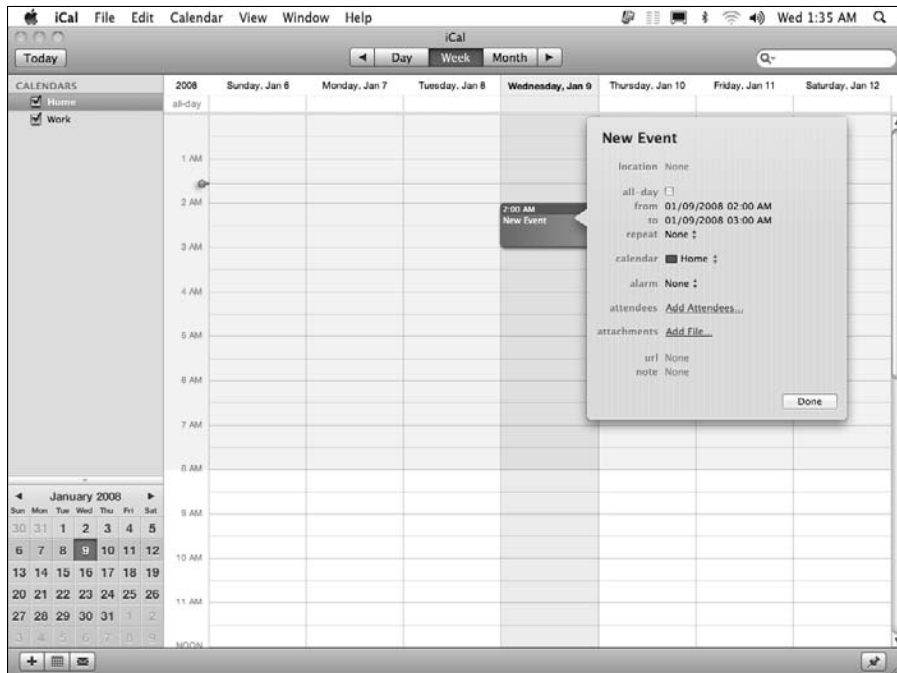 iCal File Edit Calendar View Window Help Wed 1:35 AM
iCal
Today Day Week Month
CALENDARS
Home
Work
2008 Sunday, Jan 6 Monday, Jan 7 Tuesday, Jan 8 Wednesday, Jan 9 Thursday, Jan 10 Friday, Jan 11 Saturday, Jan 12
all-day
1 AM
2 AM
3 AM
4 AM
5 AM
6 AM
7 AM
8 AM
9 AM
10 AM
11 AM
NOON
2:00 AM
New Event
New Event
location None
all-day
from 01/09/2008 02:00 AM
to 01/09/2008 03:00 AM
repeat None
calendar Home
alarm None
attendees Add Attendees...
attachments Add File...
url None
note None
Done
January 2008
Sun Mon Tue Wed Thu Fri Sat
30 31 1 2 3 4 5
6 7 8 9 10 11 12
13 14 15 16 17 18 19
20 21 22 23 24 25 26
27 28 29 30 31 1 2
3 4 5 6 7 8 9